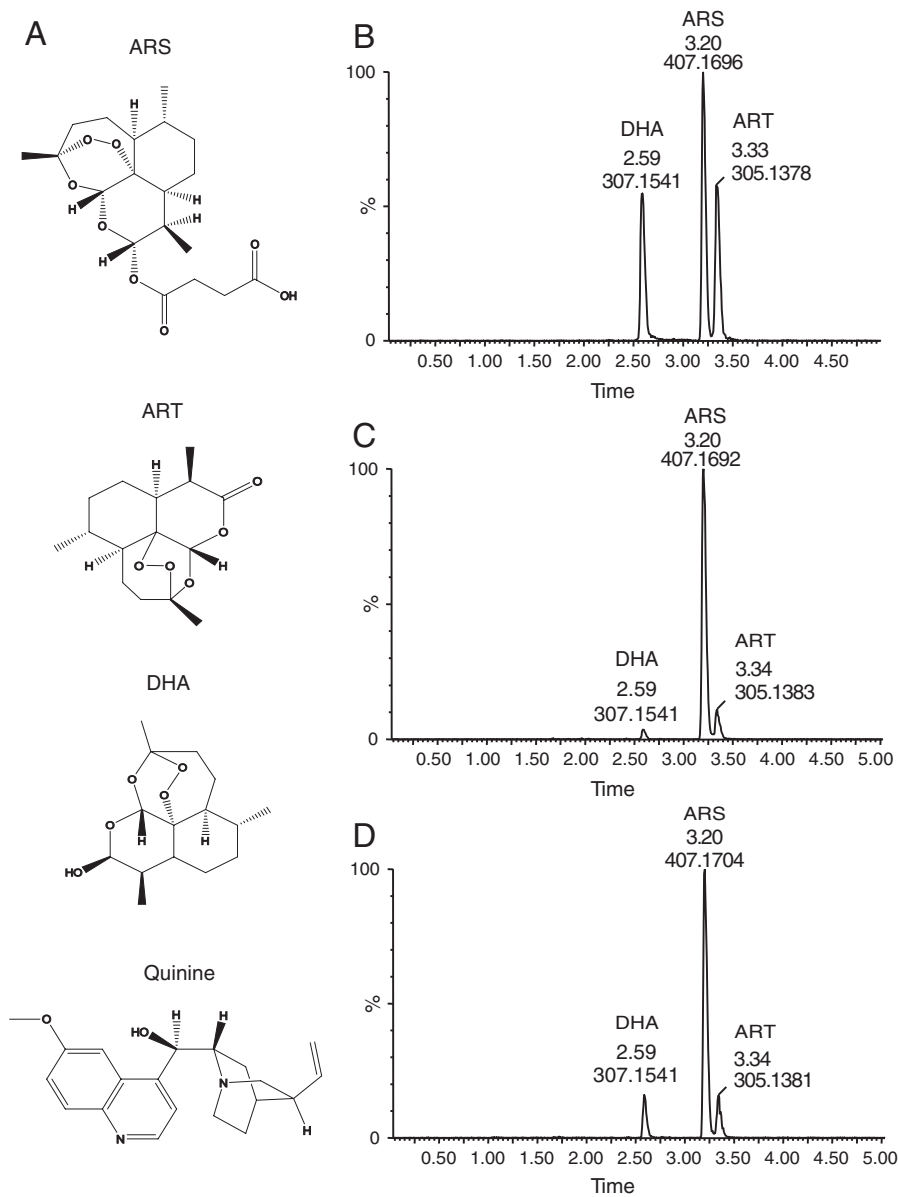 A
ARS
H
O
O
O
H
H
O
H
H
O
O
O
OH
ART
H
O
O
H
O
O
H
O
DHA
O
O
O
O
H
H
HO
Quinine
O
HO
H
H
N
N
H
B
ARS
3.20
407.1696
100
DHA
2.59
307.1541
ART
3.33
305.1378
%
0
0.50 1.00 1.50 2.00 2.50 3.00 3.50 4.00 4.50
Time
C
ARS
3.20
407.1692
100
%
DHA
2.59
307.1541
ART
3.34
305.1383
0
0.50 1.00 1.50 2.00 2.50 3.00 3.50 4.00 4.50 5.00
Time
D
ARS
3.20
407.1704
100
%
DHA
2.59
307.1541
ART
3.34
305.1381
0
0.50 1.00 1.50 2.00 2.50 3.00 3.50 4.00 4.50 5.00
Time